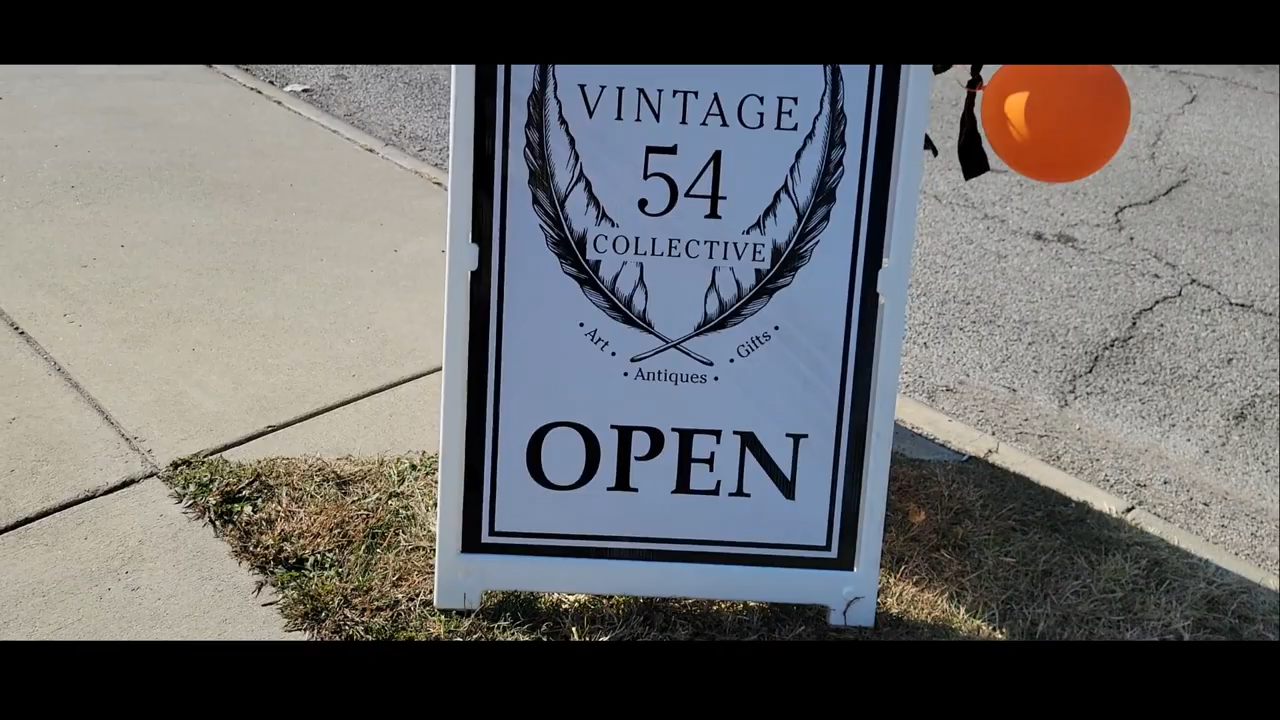 VINTAGE
54
COLLECTIVE
• Art •
• Antiques •
• Gifts •
OPEN